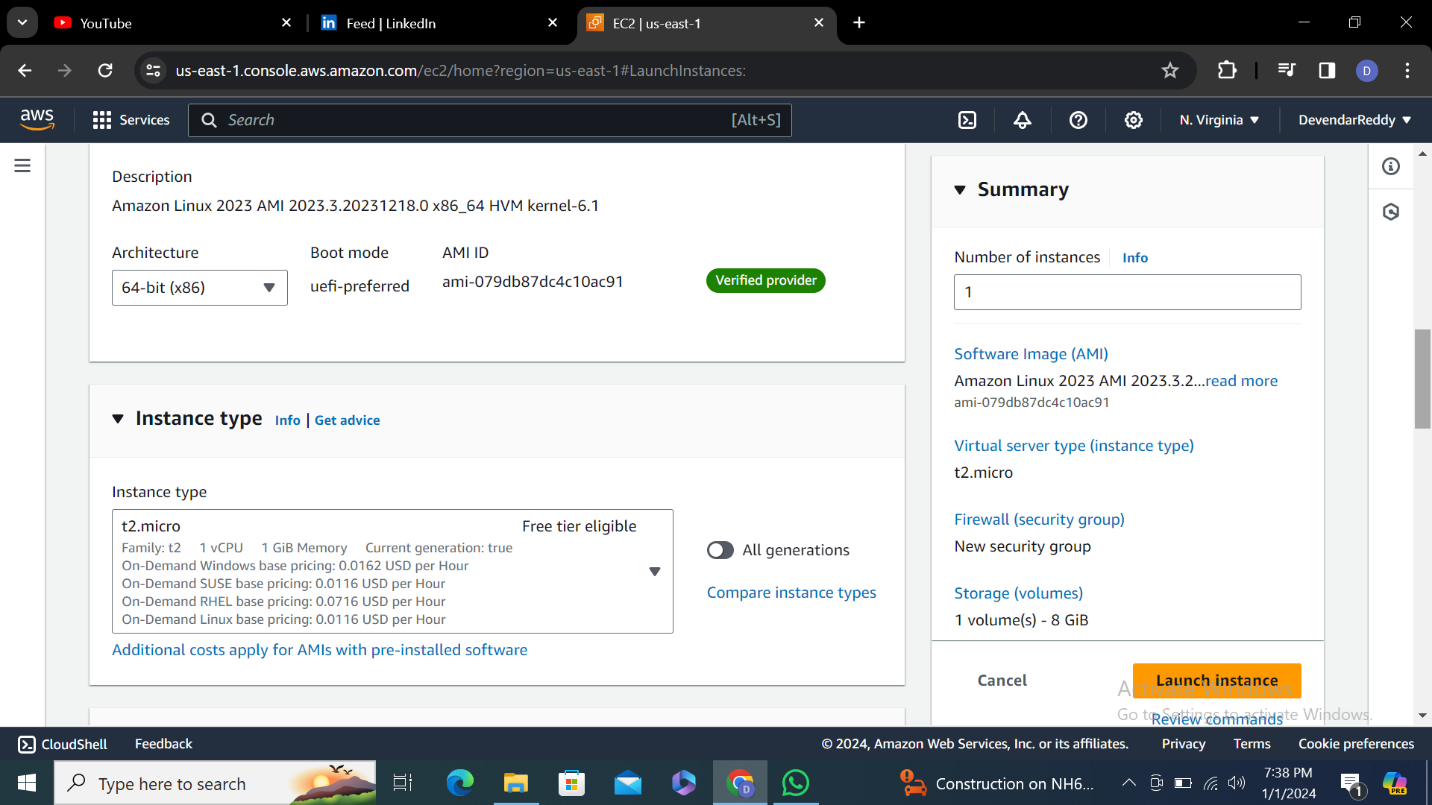 YouTube
Feed | LinkedIn
EC2 | us-east-1
us-east-1.console.aws.amazon.com/ec2/home?region=us-east-1#LaunchInstances:
D
aws
Services
Search
[Alt+S]
N. Virginia
DevendarReddy
Description
Amazon Linux 2023 AMI 2023.3.20231218.0 x86_64 HVM kernel-6.1
Architecture
Boot mode
AMI ID
64-bit (x86)
uefi-preferred
ami-079db87dc4c10ac91
Verified provider
Instance type
Info | Get advice
Instance type
t2.micro
Free tier eligible
Family: t2 1 vCPU 1 GiB Memory Current generation: true
On-Demand Windows base pricing: 0.0162 USD per Hour
On-Demand SUSE base pricing: 0.0116 USD per Hour
On-Demand RHEL base pricing: 0.0716 USD per Hour
On-Demand Linux base pricing: 0.0116 USD per Hour
All generations
Compare instance types
Additional costs apply for AMIs with pre-installed software
Summary
Number of instances
Info
1
Software Image (AMI)
Amazon Linux 2023 AMI 2023.3.2...read more
ami-079db87dc4c10ac91
Virtual server type (instance type)
t2.micro
Firewall (security group)
New security group
Storage (volumes)
1 volume(s) - 8 GiB
Cancel
Launch instance
Activate Windows
Go to Settings to activate Windows.
Review commands
CloudShell
Feedback
© 2024, Amazon Web Services, Inc. or its affiliates.
Privacy
Terms
Cookie preferences
Type here to search
D
Construction on NH6...
7:38 PM
1/1/2024
1
PRE